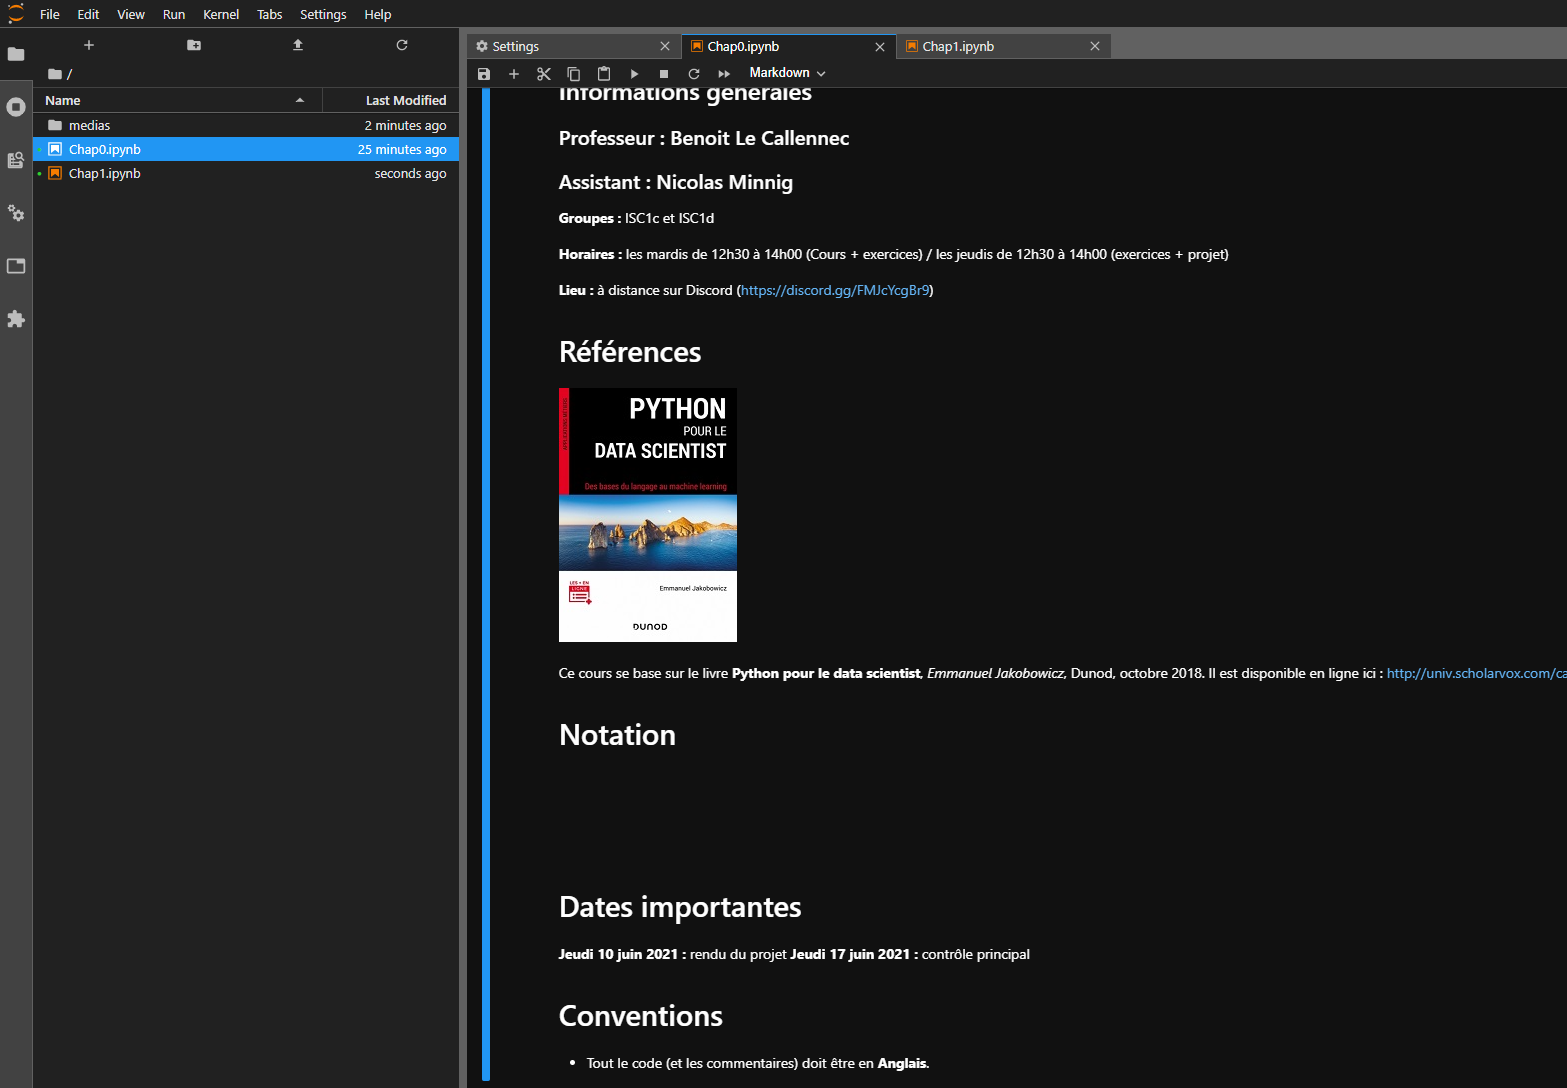 File Edit View Run Kernel Tabs Settings Help
/
Name Last Modified
medias 2 minutes ago
Chap0.ipynb 25 minutes ago
Chap1.ipynb seconds ago
Settings Chap0.ipynb Chap1.ipynb
Markdown
Informations générales
Professeur : Benoit Le Callennec
Assistant : Nicolas Minnig
Groupes : ISC1c et ISC1d
Horaires : les mardis de 12h30 à 14h00 (Cours + exercices) / les jeudis de 12h30 à 14h00 (exercices + projet)
Lieu : à distance sur Discord (https://discord.gg/FMJcYcgBr9)
Références
PYTHON
POUR LE
DATA SCIENTIST
Des bases du langage au machine learning
LES + EN
LIGNE
Emmanuel Jakobowicz
DUNOD
Ce cours se base sur le livre Python pour le data scientist, Emmanuel Jakobowicz, Dunod, octobre 2018. Il est disponible en ligne ici : http://univ.scholarvox.com/ca
Notation
Dates importantes
Jeudi 10 juin 2021 : rendu du projet Jeudi 17 juin 2021 : contrôle principal
Conventions
• Tout le code (et les commentaires) doit être en Anglais.